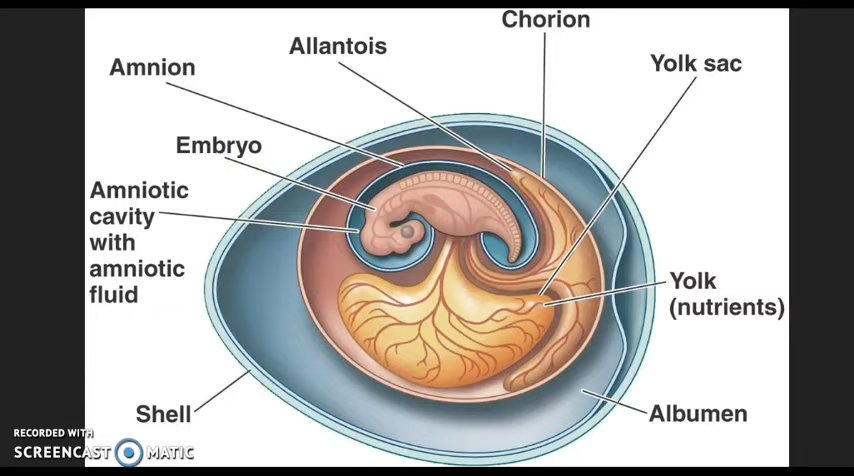 Chorion
Allantois
Yolk sac
Amnion
Embryo
Amniotic
cavity
with
amniotic
fluid
Yolk
(nutrients)
Shell
Albumen
RECORDED WITH
SCREENCAST MATIC